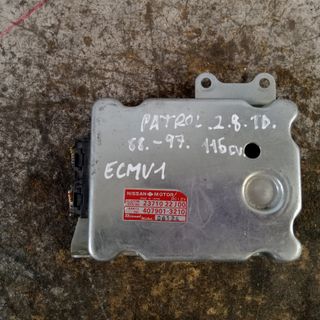 PATROL 2.8 TD.
88.-97. 116cv.
ECMV1
NISSAN MOTOR
23710 22J00
407901-3210